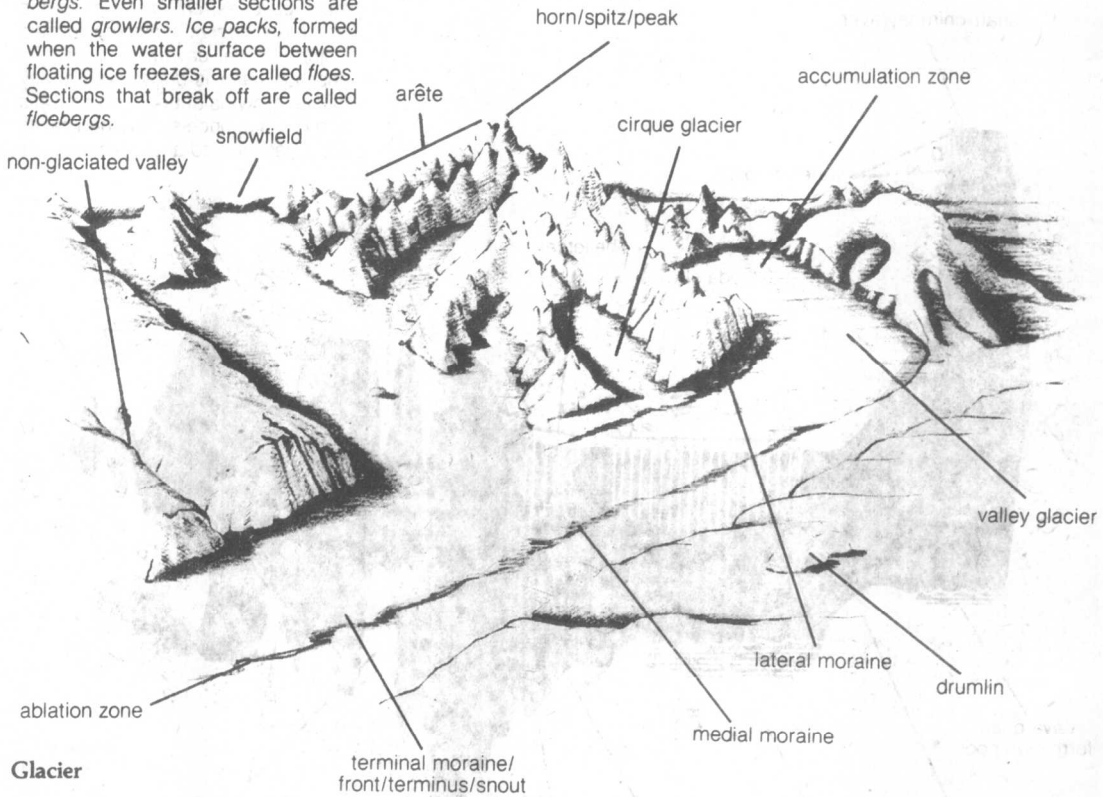 bergs. Even smaller sections are
called growlers. Ice packs, formed
when the water surface between
floating ice freezes, are called floes.
Sections that break off are called
floebergs.
horn/spitz/peak
accumulation zone
arête
cirque glacier
snowfield
non-glaciated valley
valley glacier
lateral moraine
drumlin
ablation zone
medial moraine
terminal moraine/
front/terminus/snout
Glacier